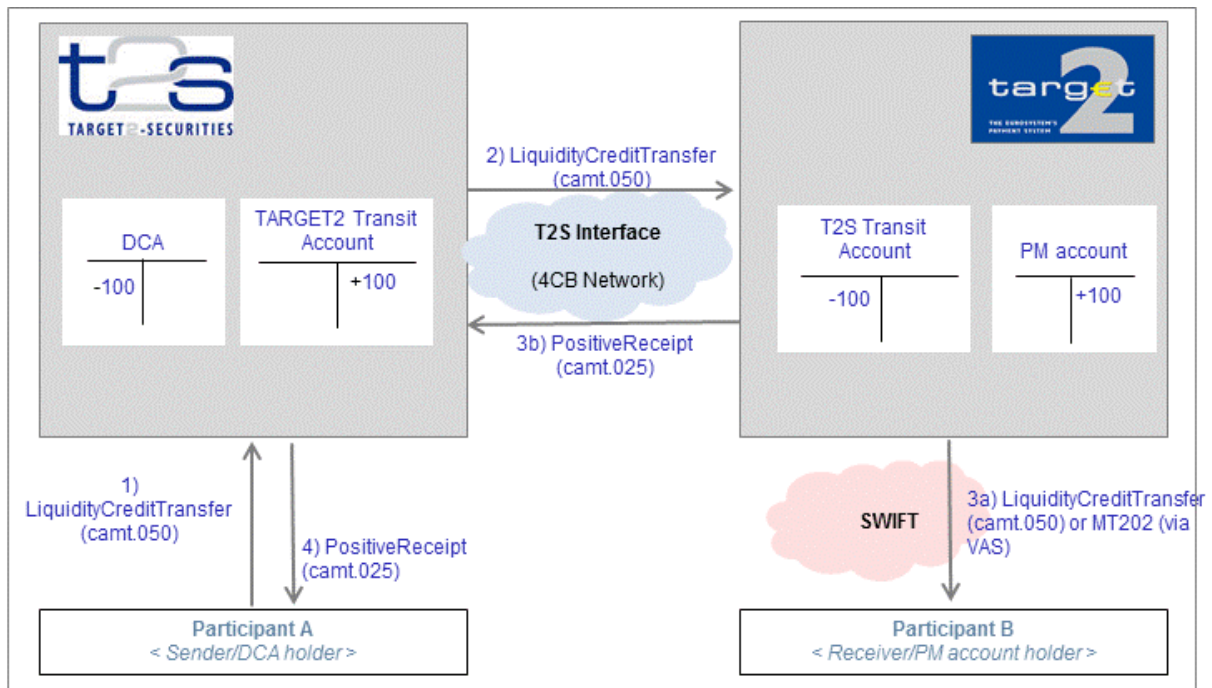 t2s
TARGET2-SECURITIES
target
2
THE EUROSYSTEM'S
PAYMENT SYSTEM
2) LiquidityCreditTransfer
(camt.050)
DCA
-100
TARGET2 Transit
Account
+100
T2S Interface
(4CB Network)
T2S Transit
Account
-100
PM account
+100
3b) PositiveReceipt
(camt.025)
1)
LiquidityCreditTransfer
(camt.050)
4) PositiveReceipt
(camt.025)
SWIFT
3a) LiquidityCreditTransfer
(camt.050) or MT202 (via
VAS)
Participant A
< Sender/DCA holder >
Participant B
< Receiver/PM account holder >